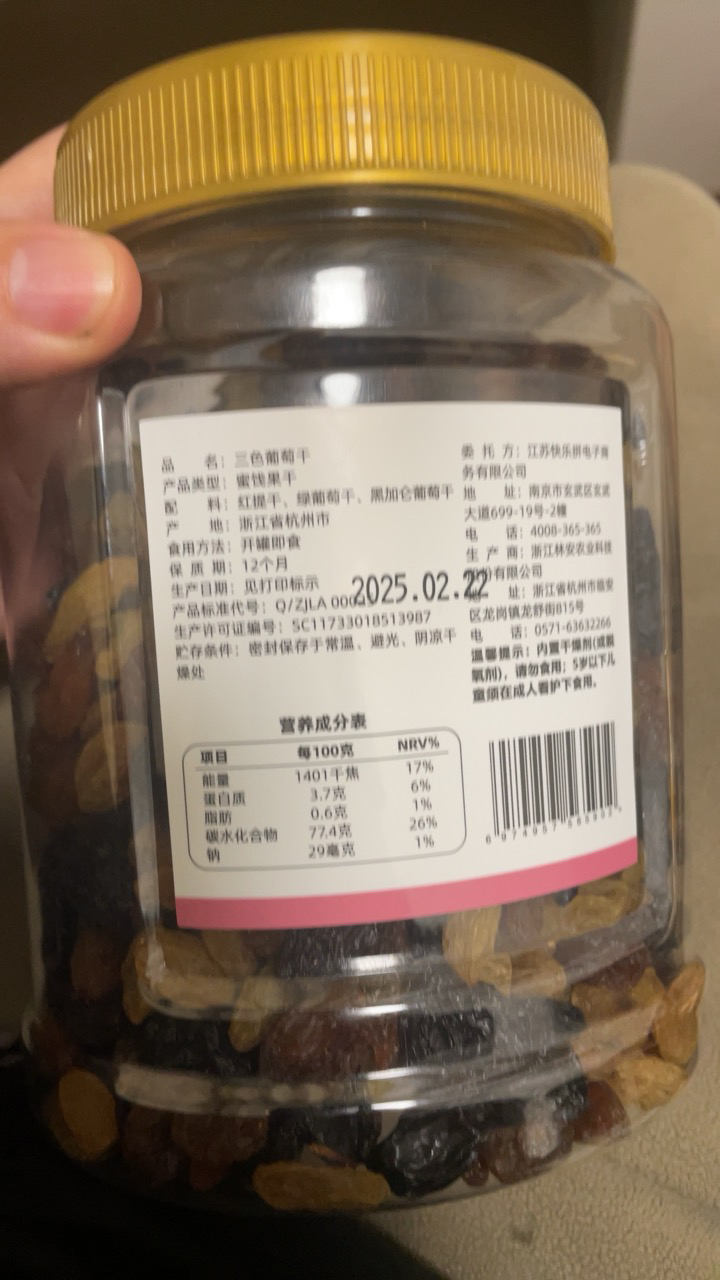 品 名：三色葡萄干
产品类型：蜜饯果干
配 料：红提干、绿葡萄干、黑加仑葡萄干
产 地：浙江省杭州市
食用方法：开罐即食
保 质 期：12个月
生产日期：见打印标示
2025.02.22
产品标准代号：Q/ZJLA 000
生产许可证编号：SC11733018513987
贮存条件：密封保存于常温、避光、阴凉干
燥处
委 托 方：江苏快乐拼电子商
务有限公司
地 址：南京市玄武区玄武
大道699-19号-2幢
电 话：4008-365-365
生 产 商：浙江林安农业科技
有限公司
址：浙江省杭州市临安
区龙岗镇龙舒街815号
电 话：0571-63632266
温馨提示：内置干燥剂(或脱
氧剂)，请勿食用；5岁以下儿
童须在成人看护下食用。
营养成分表
项目 每100克 NRV%
能量 1401千焦 17%
蛋白质 3.7克 6%
脂肪 0.6克 1%
碳水化合物 77.4克 26%
钠 29毫克 1%